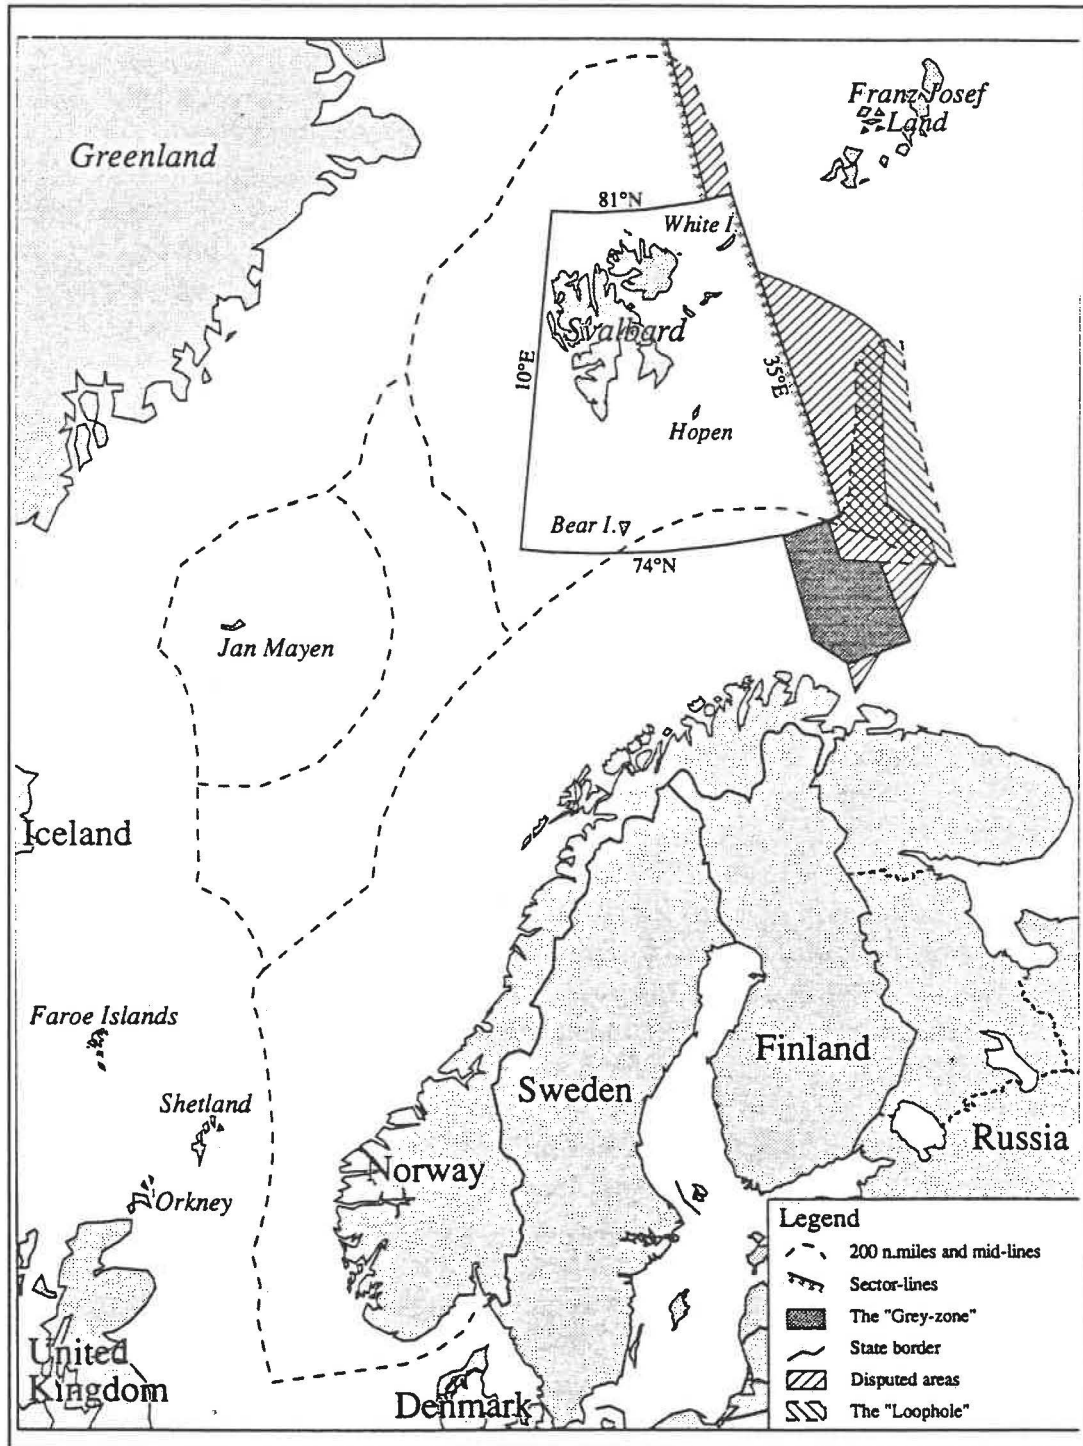 Franz Josef
Land
Greenland
81°N
White I.
Svalbard
10°E
35°E
Hopen
Bear I.
74°N
Jan Mayen
Iceland
Faroe Islands
Finland
Sweden
Shetland
Russia
Norway
Orkney
United
Kingdom
Denmark
Legend
200 n.miles and mid-lines
Sector-lines
The "Grey-zone"
State border
Disputed areas
The "Loophole"